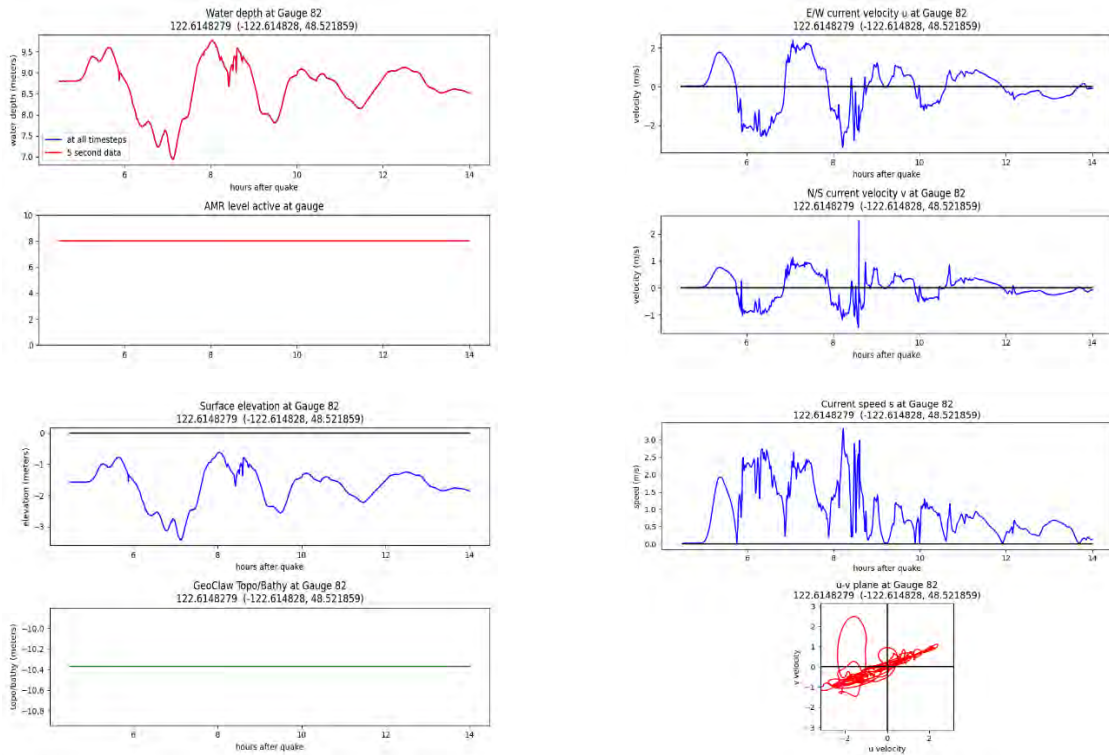 Water depth at Gauge 82
122.6148279 (-122.614828, 48.521859)
9.5
9.0
8.5
8.0
7.5
7.0
water depth (meters)
at all timesteps
5 second data
6 8 10 12 14
hours after quake
AMR level active at gauge
10
8
6
4
2
0
6 8 10 12 14
Surface elevation at Gauge 82
122.6148279 (-122.614828, 48.521859)
0
−1
−2
−3
elevation (meters)
6 8 10 12 14
hours after quake
GeoClaw Topo/Bathy at Gauge 82
122.6148279 (-122.614828, 48.521859)
−10.0
−10.2
−10.4
−10.6
−10.8
topo/bathy (meters)
6 8 10 12 14
hours after quake
E/W current velocity u at Gauge 82
122.6148279 (-122.614828, 48.521859)
2
0
−2
velocity (m/s)
6 8 10 12 14
hours after quake
N/S current velocity v at Gauge 82
122.6148279 (-122.614828, 48.521859)
2
1
0
−1
velocity (m/s)
6 8 10 12 14
hours after quake
Current speed s at Gauge 82
122.6148279 (-122.614828, 48.521859)
3.0
2.5
2.0
1.5
1.0
0.5
0.0
speed (m/s)
6 8 10 12 14
hours after quake
u-v plane at Gauge 82
122.6148279 (-122.614828, 48.521859)
3
2
1
0
−1
−2
−3
v velocity
−2 0 2
u velocity